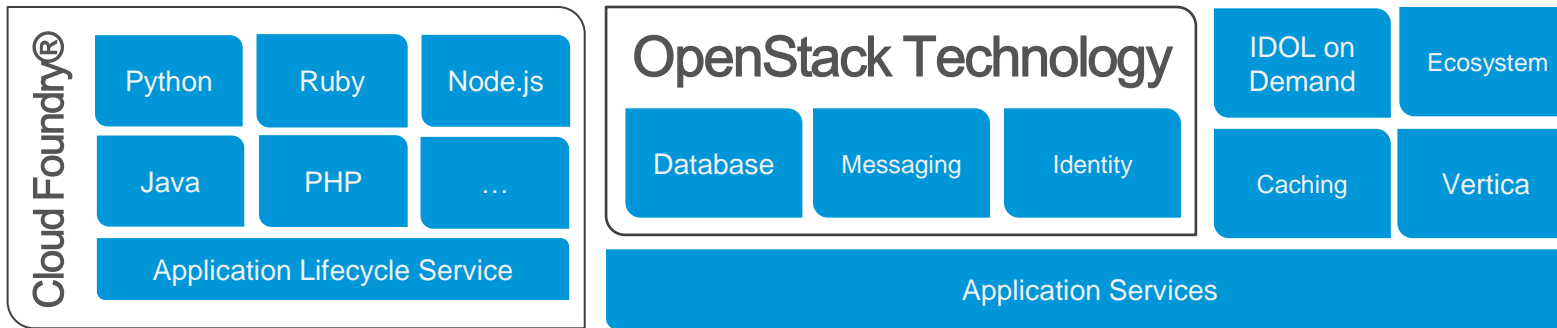 Cloud Foundry®
Python
Ruby
Node.js
Java
PHP
…
Application Lifecycle Service
OpenStack Technology
Database
Messaging
Identity
IDOL on
Demand
Ecosystem
Caching
Vertica
Application Services